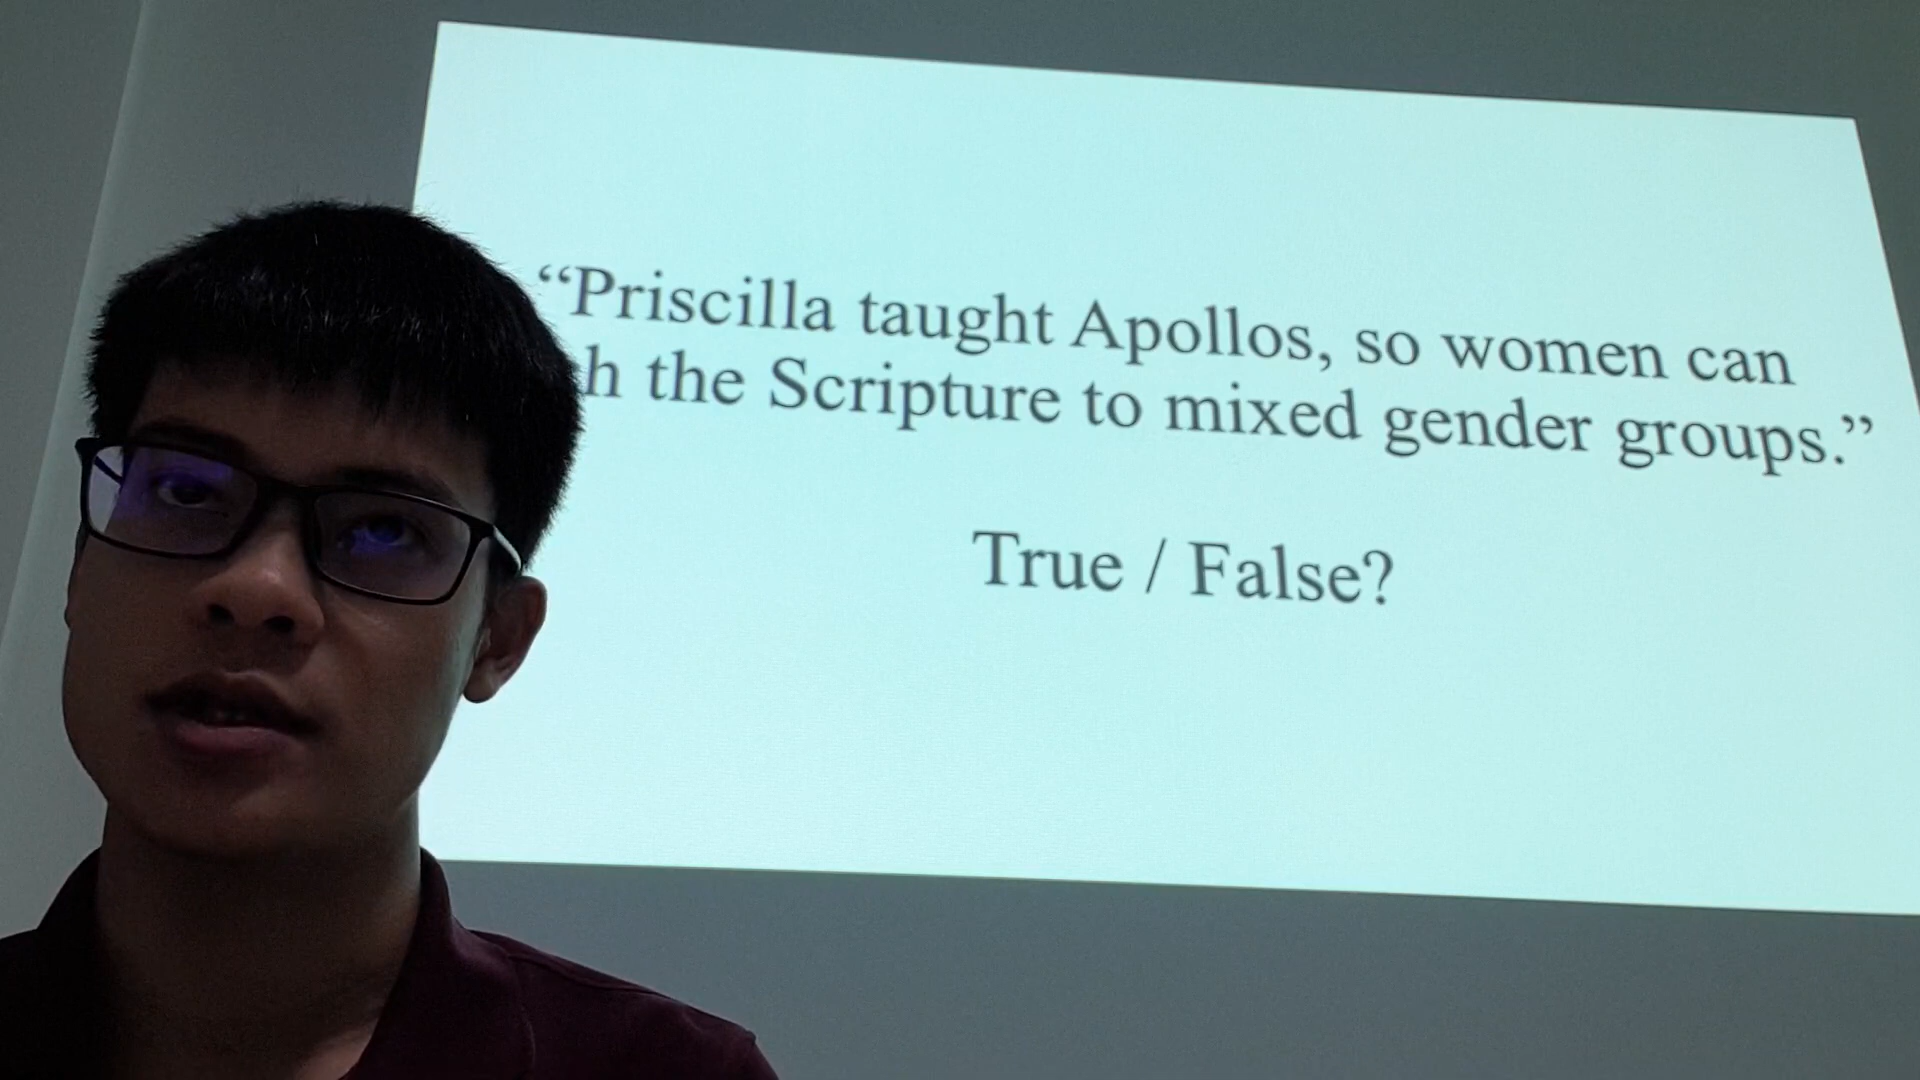 “Priscilla taught Apollos, so women can
h the Scripture to mixed gender groups.”
True / False?